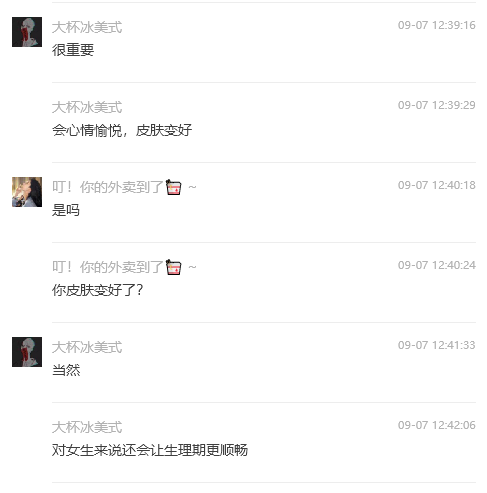 大杯冰美式 09-07 12:39:16
很重要
大杯冰美式 09-07 12:39:29
会心情愉悦，皮肤变好
叮！你的外卖到了 ~ 09-07 12:40:18
是吗
叮！你的外卖到了 ~ 09-07 12:40:24
你皮肤变好了？
大杯冰美式 09-07 12:41:33
当然
大杯冰美式 09-07 12:42:06
对女生来说还会让生理期更顺畅